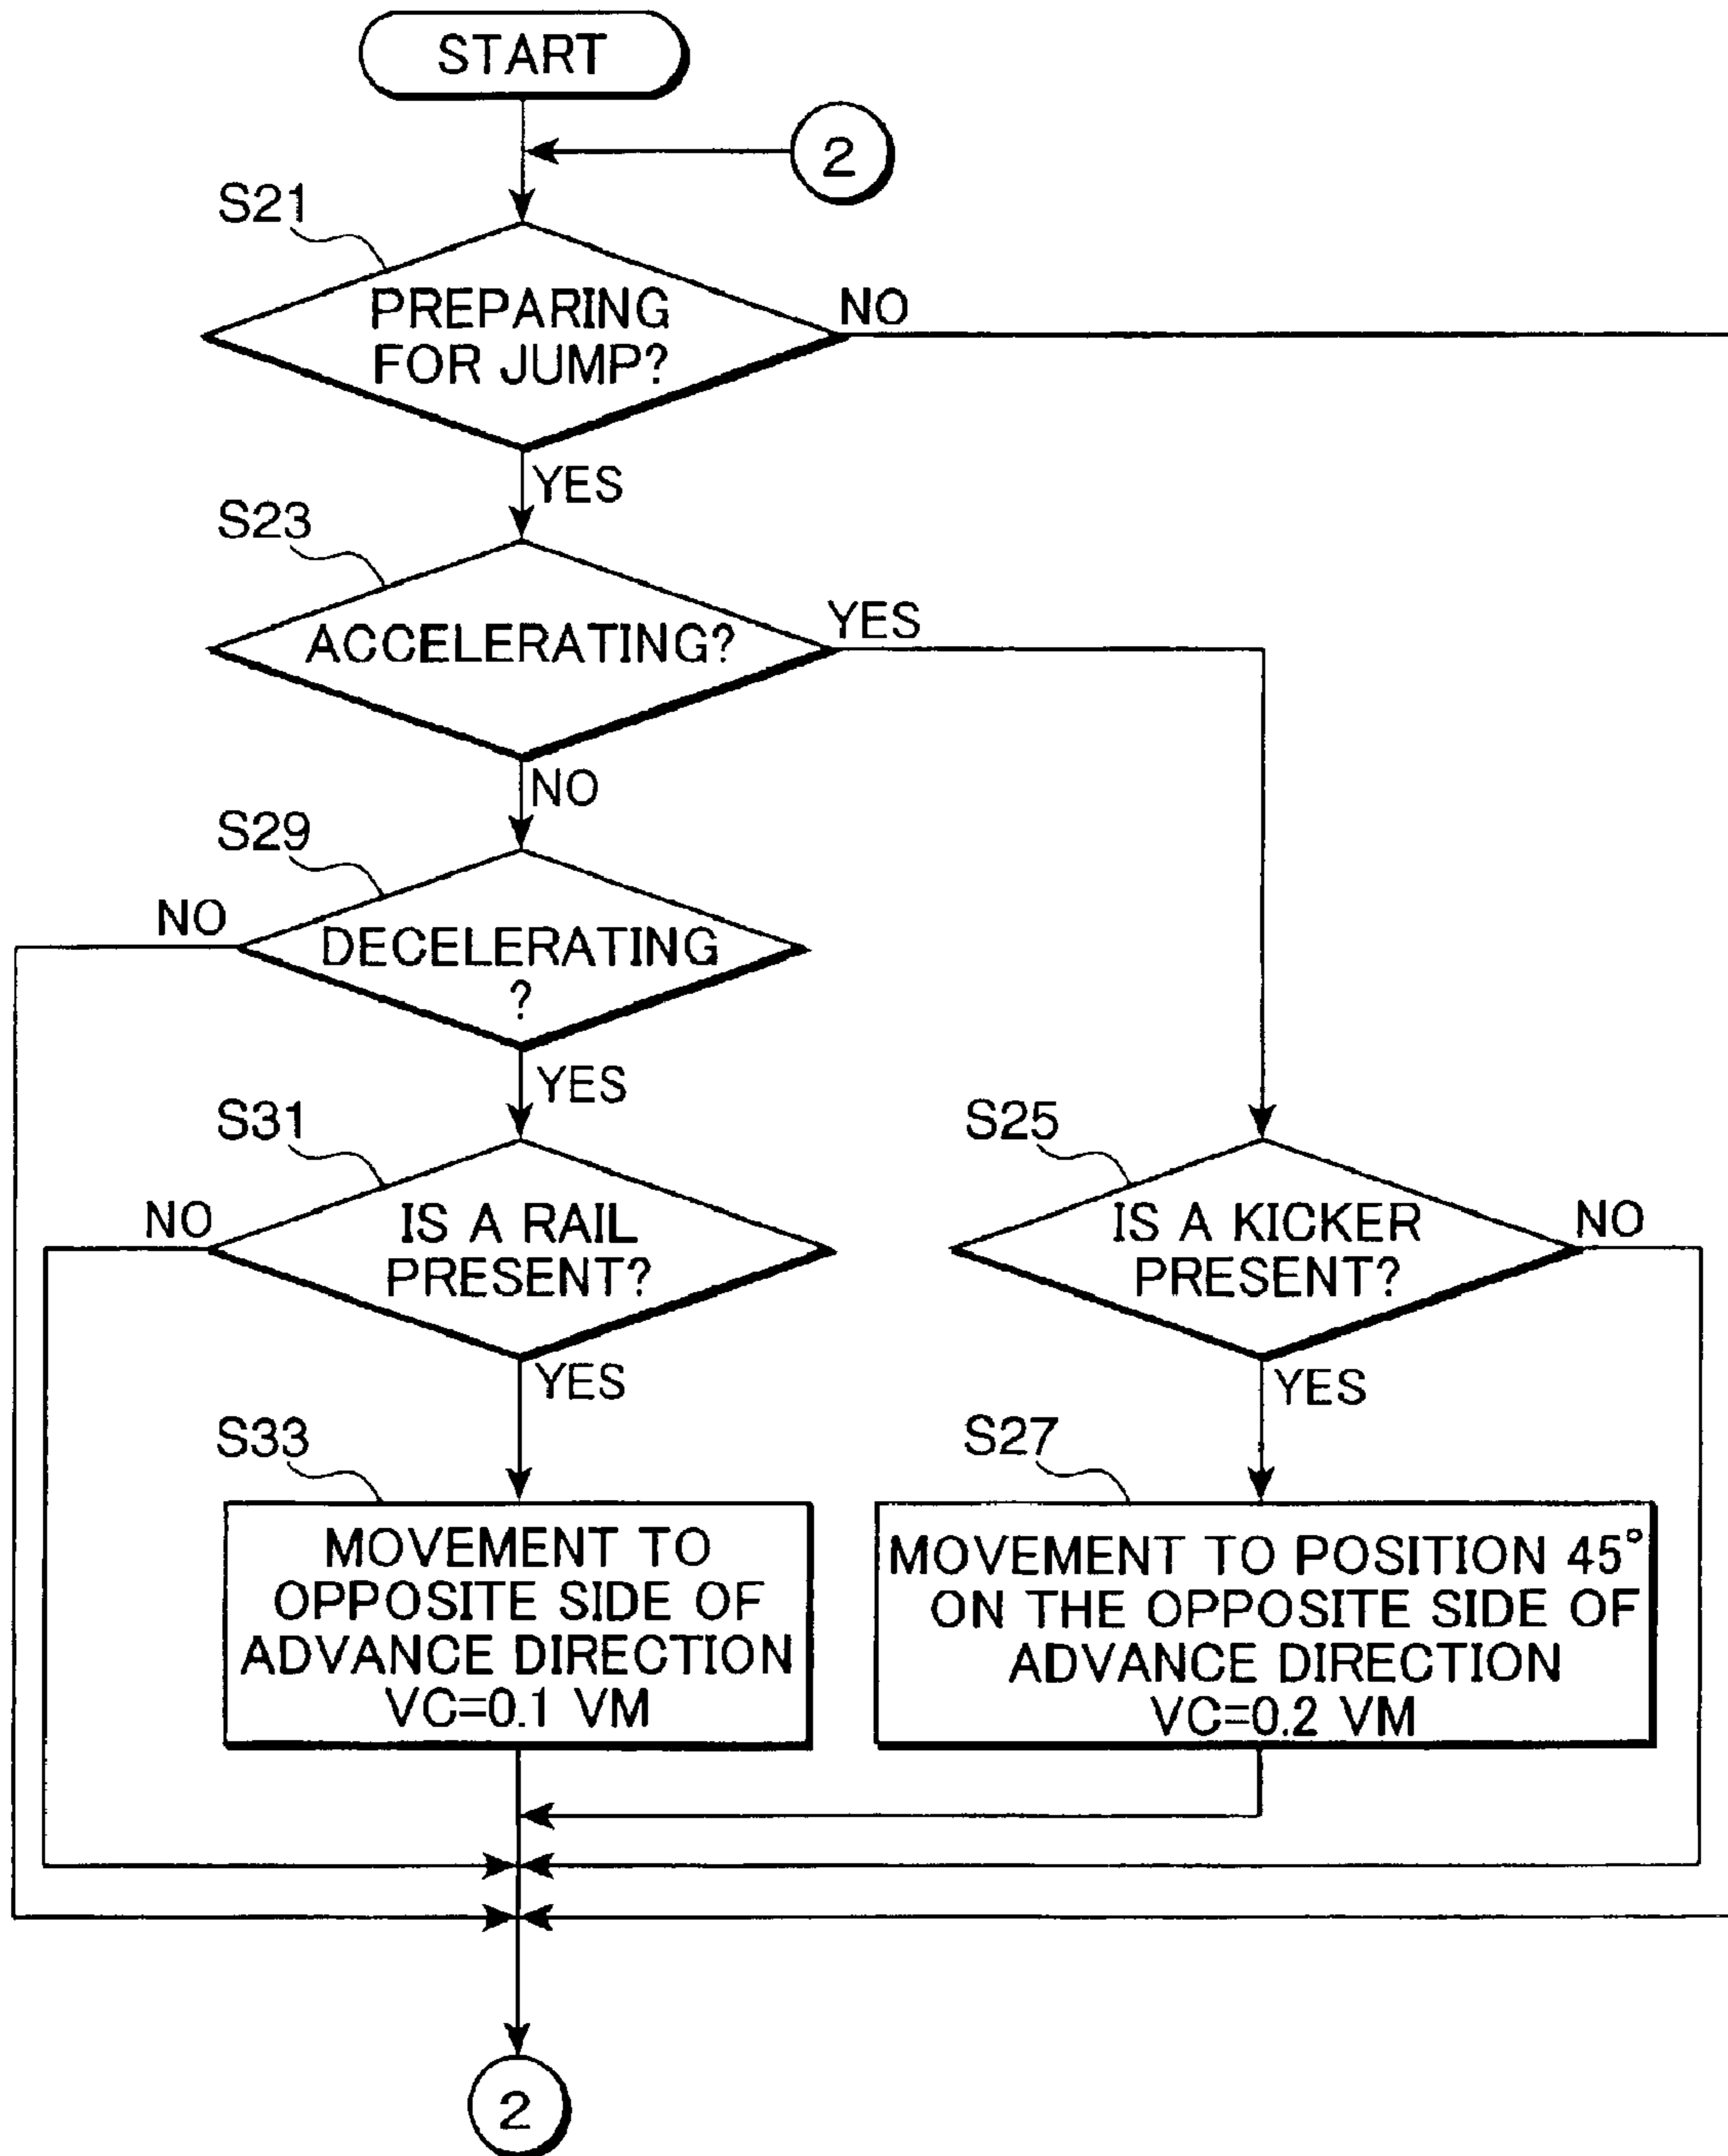 START
2
S21
PREPARING
FOR JUMP?
NO
YES
S23
ACCELERATING?
YES
NO
S29
NO
DECELERATING
?
YES
S31
NO
IS A RAIL
PRESENT?
YES
S25
IS A KICKER
PRESENT?
NO
YES
S33
MOVEMENT TO
OPPOSITE SIDE OF
ADVANCE DIRECTION
VC=0.1 VM
S27
MOVEMENT TO POSITION 45°
ON THE OPPOSITE SIDE OF
ADVANCE DIRECTION
VC=0.2 VM
2